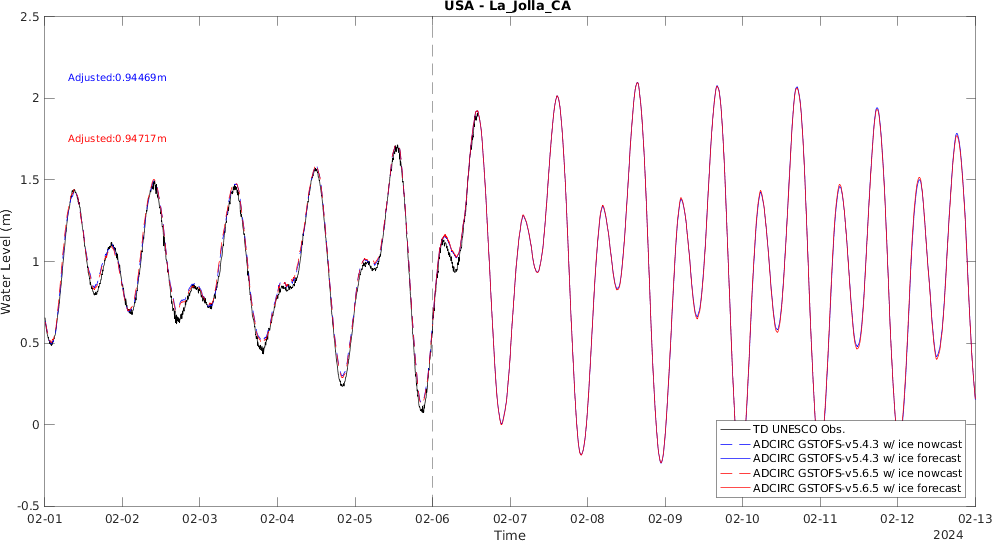 USA - La_Jolla_CA
2.5
2
1.5
1
0.5
0
-0.5
Water Level (m)
Adjusted:0.94469m
Adjusted:0.94717m
TD UNESCO Obs.
ADCIRC GSTOFS-v5.4.3 w/ ice nowcast
ADCIRC GSTOFS-v5.4.3 w/ ice forecast
ADCIRC GSTOFS-v5.6.5 w/ ice nowcast
ADCIRC GSTOFS-v5.6.5 w/ ice forecast
02-01 02-02 02-03 02-04 02-05 02-06 02-07 02-08 02-09 02-10 02-11 02-12 02-13
Time
2024